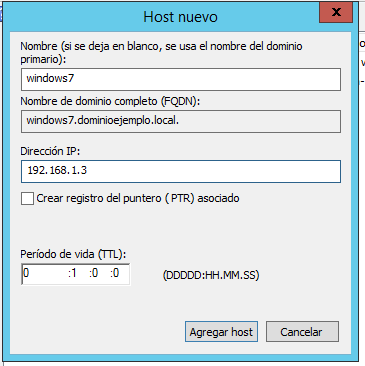 Host nuevo
x
Nombre (si se deja en blanco, se usa el nombre del dominio
primario):
windows7
Nombre de dominio completo (FQDN):
windows7.dominioejemplo.local.
Dirección IP:
192.168.1.3
Crear registro del puntero (PTR) asociado
Período de vida (TTL):
0 :1 :0 :0 (DDDDD:HH.MM.SS)
Agregar host Cancelar